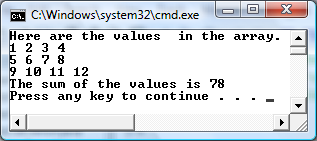 C:\Windows\system32\cmd.exe
Here are the values  in the array.
1 2 3 4
5 6 7 8
9 10 11 12
The sum of the values is 78
Press any key to continue . . . _